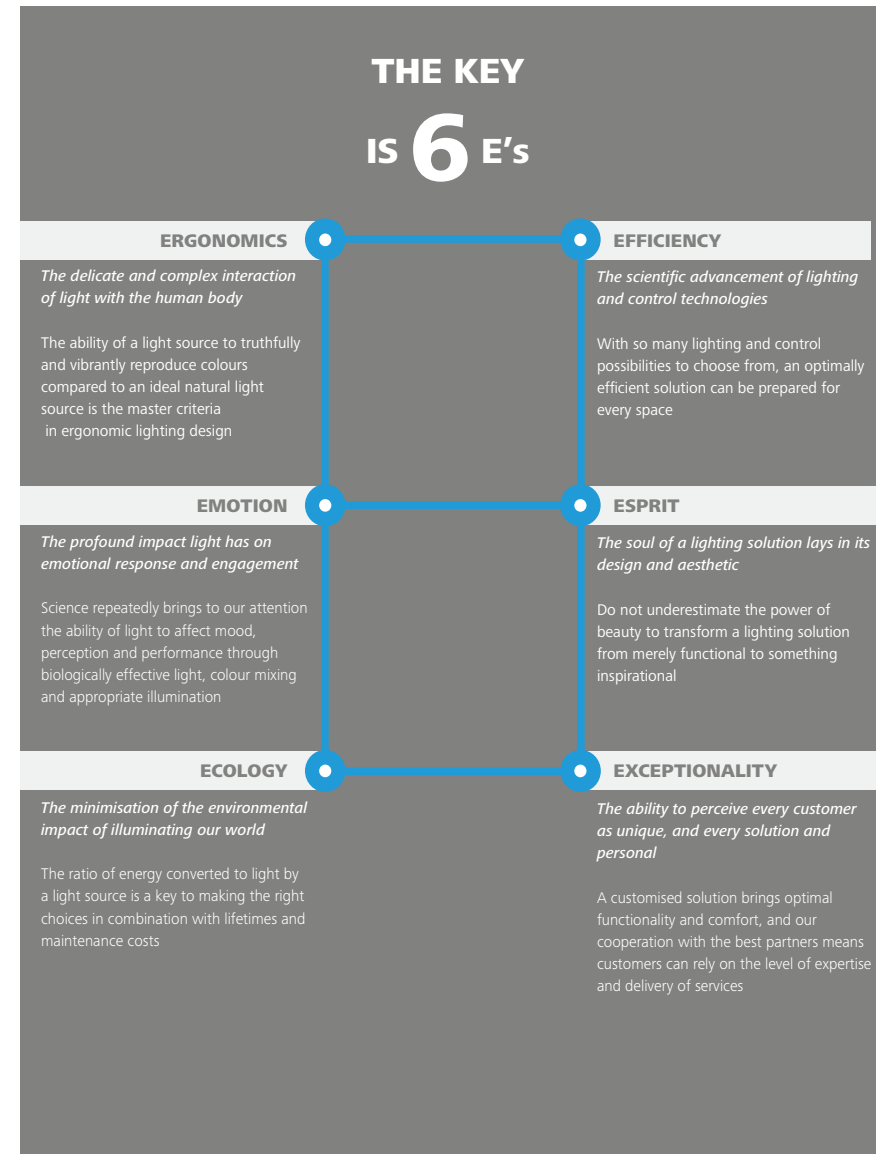 THE KEY
IS 6 E's
ERGONOMICS
The delicate and complex interaction
of light with the human body
The ability of a light source to truthfully
and vibrantly reproduce colours
compared to an ideal natural light
source is the master criteria
in ergonomic lighting design
EFFICIENCY
The scientific advancement of lighting
and control technologies
With so many lighting and control
possibilities to choose from, an optimally
efficient solution can be prepared for
every space
EMOTION
The profound impact light has on
emotional response and engagement
Science repeatedly brings to our attention
the ability of light to affect mood,
perception and performance through
biologically effective light, colour mixing
and appropriate illumination
ESPRIT
The soul of a lighting solution lays in its
design and aesthetic
Do not underestimate the power of
beauty to transform a lighting solution
from merely functional to something
inspirational
ECOLOGY
The minimisation of the environmental
impact of illuminating our world
The ratio of energy converted to light by
a light source is a key to making the right
choices in combination with lifetimes and
maintenance costs
EXCEPTIONALITY
The ability to perceive every customer
as unique, and every solution and
personal
A customised solution brings optimal
functionality and comfort, and our
cooperation with the best partners means
customers can rely on the level of expertise
and delivery of services